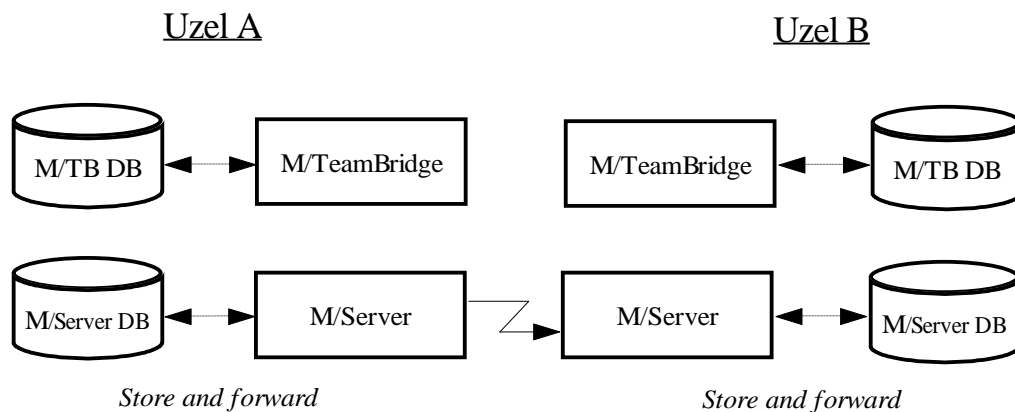 Uzel A
Uzel B
M/TB DB
M/TeamBridge
M/TeamBridge
M/TB DB
M/Server DB
M/Server
M/Server
M/Server DB
Store and forward
Store and forward